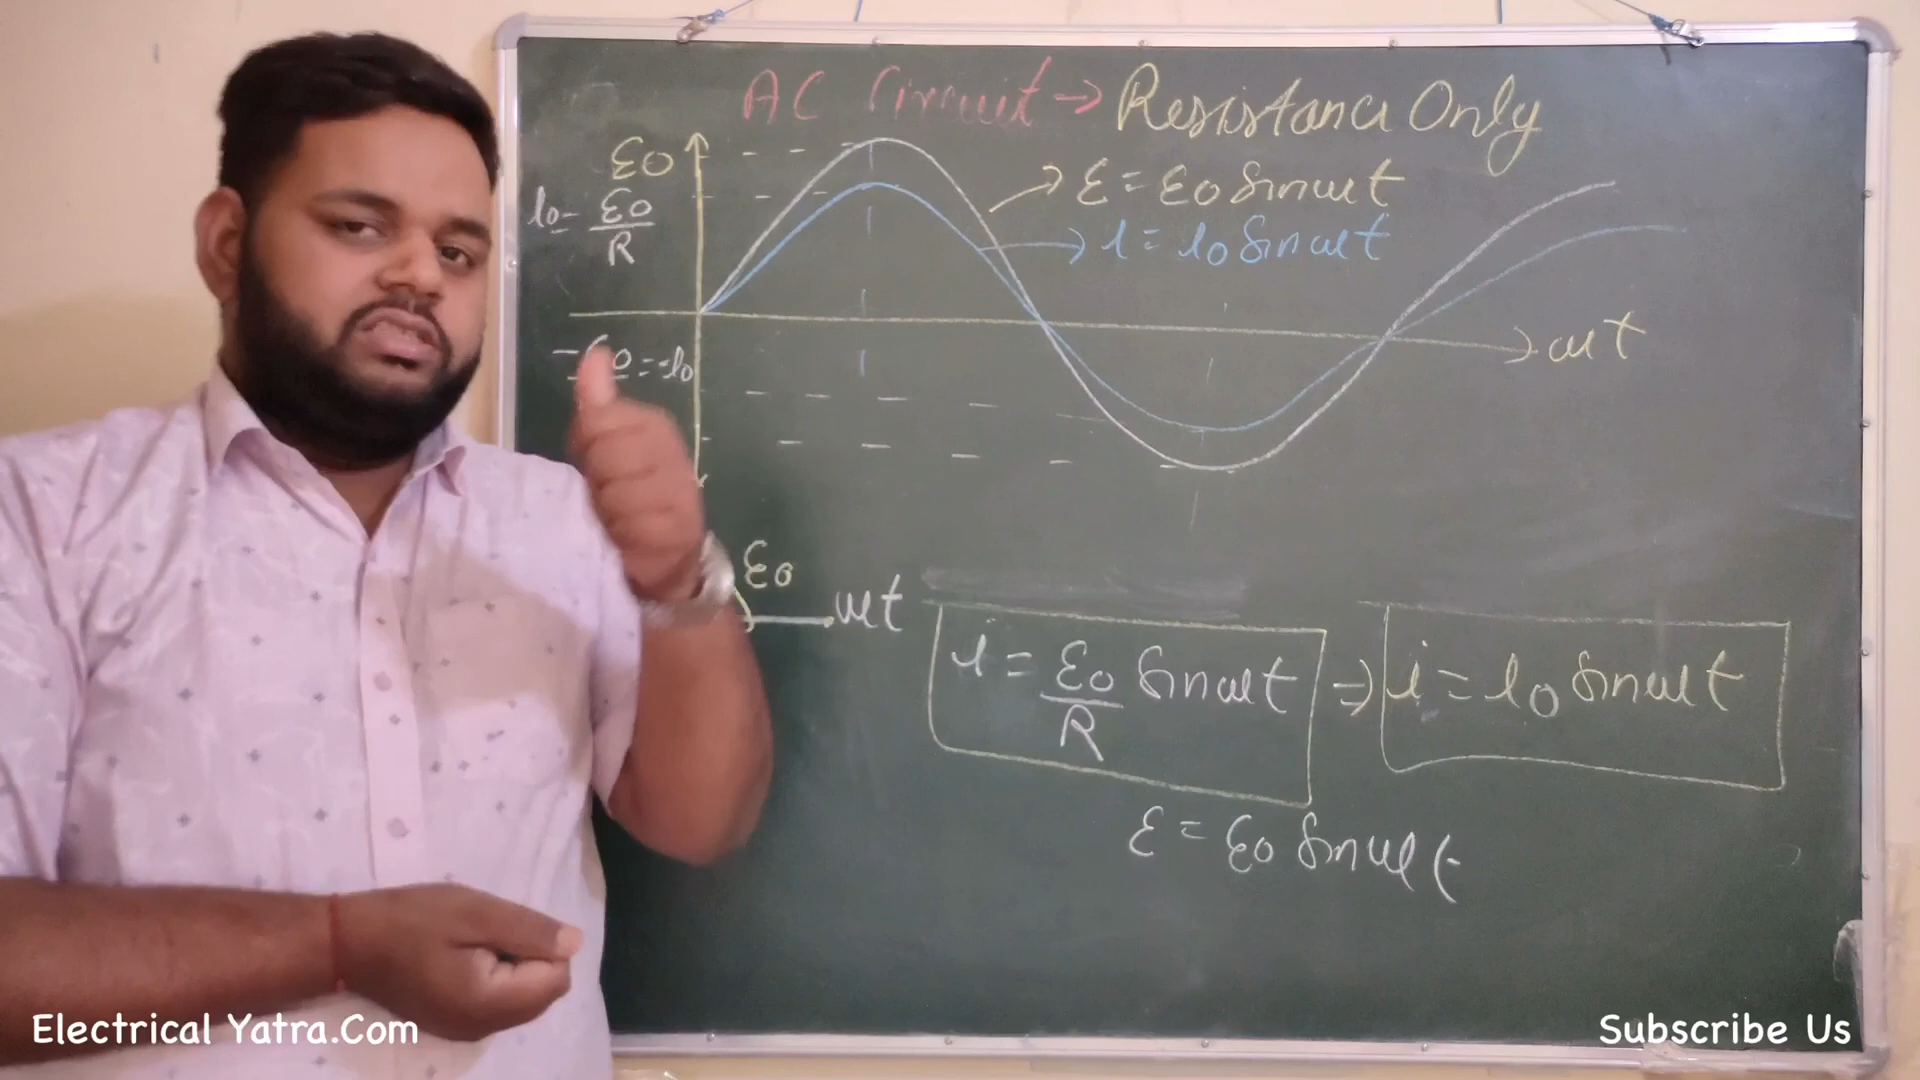 AC Circuit → Resistance Only
ε0
ε = ε0 Sinωt
i0 = ε0/R
i = i0 Sinωt
ωt
= -i0
ε0
ωt
i = ε0/R Sinωt ⇒ i = i0 Sinωt
ε = ε0 Sinωt
Electrical Yatra.Com
Subscribe Us